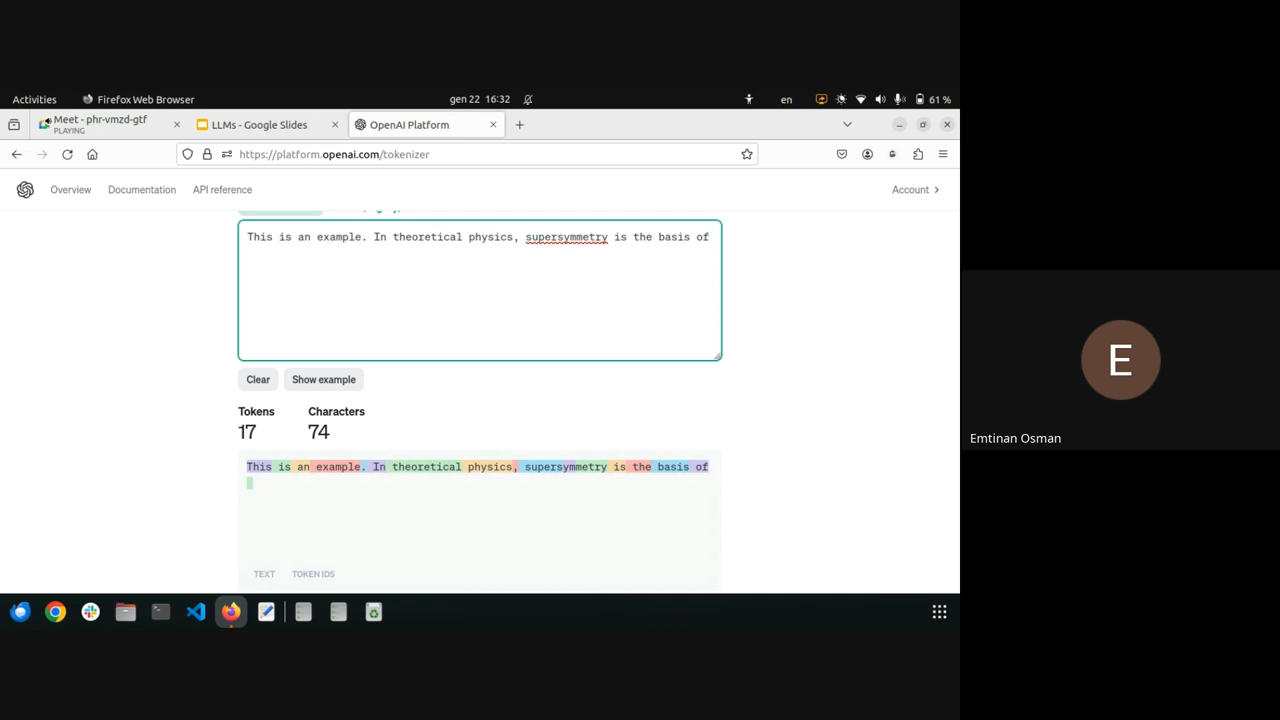 Activities
Firefox Web Browser
gen 22 16:32
en
61 %
Meet - phr-vmzd-gtf
PLAYING
LLMs - Google Slides
OpenAI Platform
https://platform.openai.com/tokenizer
Overview
Documentation
API reference
Account
This is an example. In theoretical physics, supersymmetry is the basis of
Clear
Show example
Tokens
Characters
17
74
This is an example. In theoretical physics, supersymmetry is the basis of
TEXT
TOKEN IDS
E
Emtinan Osman